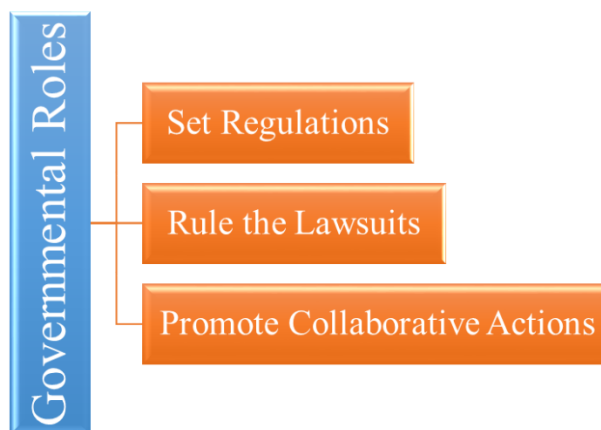 Governmental Roles
Set Regulations
Rule the Lawsuits
Promote Collaborative Actions